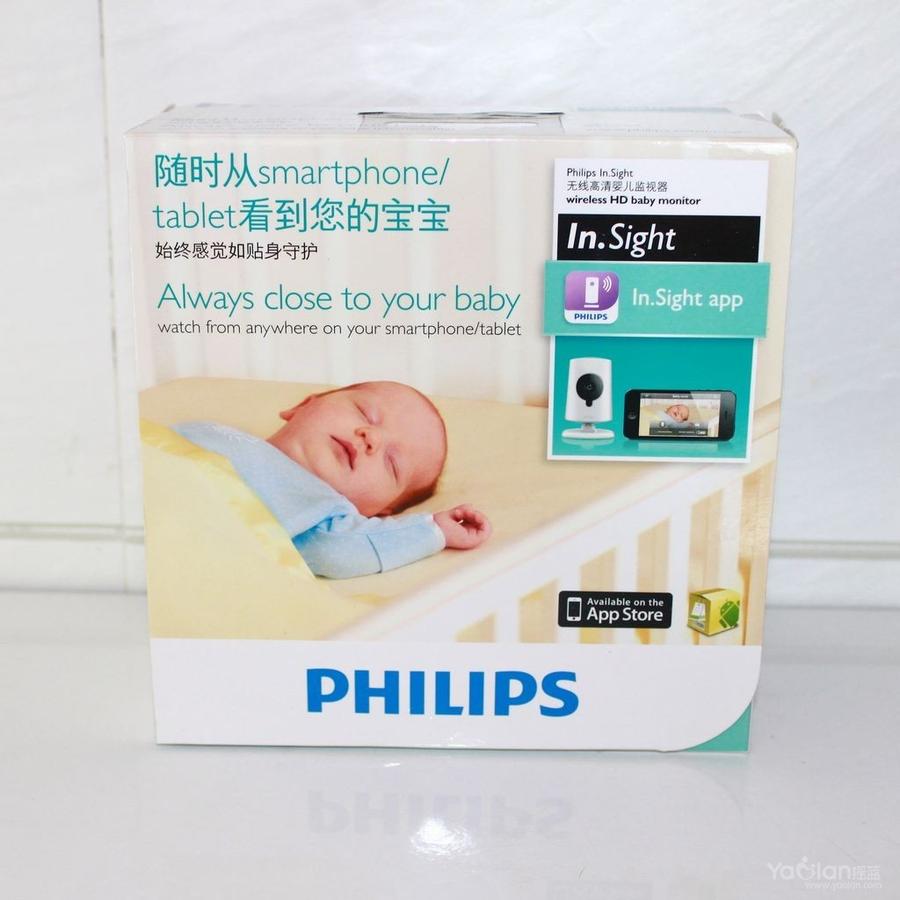 随时从smartphone/
tablet看到您的宝宝
始终感觉如贴身守护
Always close to your baby
watch from anywhere on your smartphone/tablet
Philips In.Sight
无线高清婴儿监视器
wireless HD baby monitor
In.Sight
PHILIPS
In.Sight app
Available on the
App Store
PHILIPS
Yaolan摇篮
www.yaolan.com